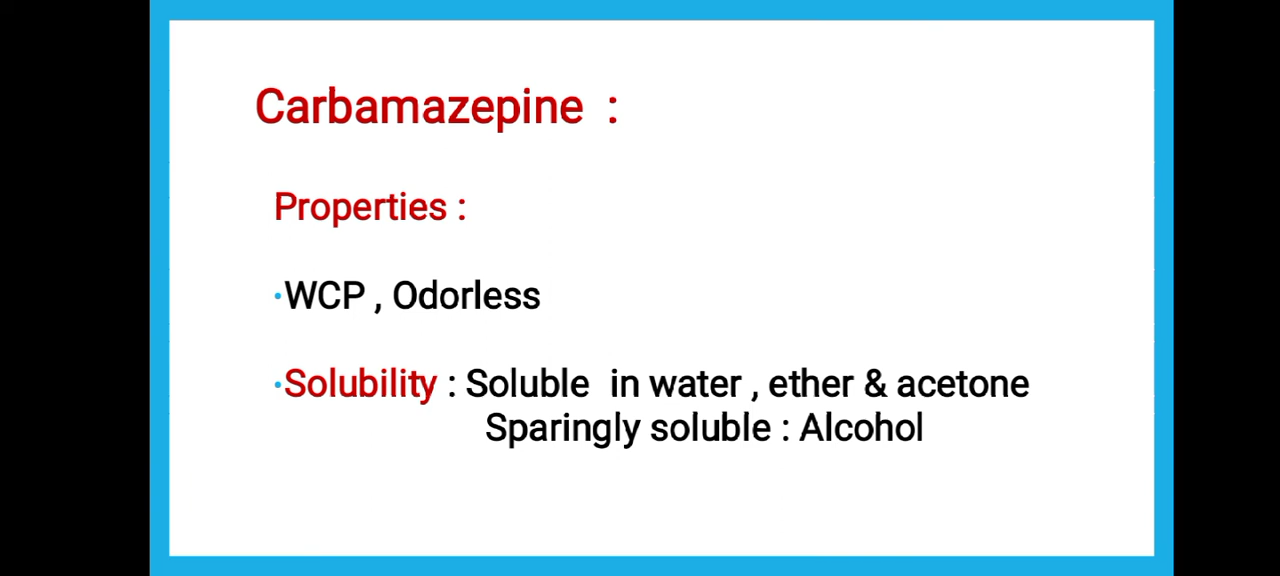 Carbamazepine :
Properties :
•WCP , Odorless
•Solubility : Soluble in water , ether & acetone
Sparingly soluble : Alcohol